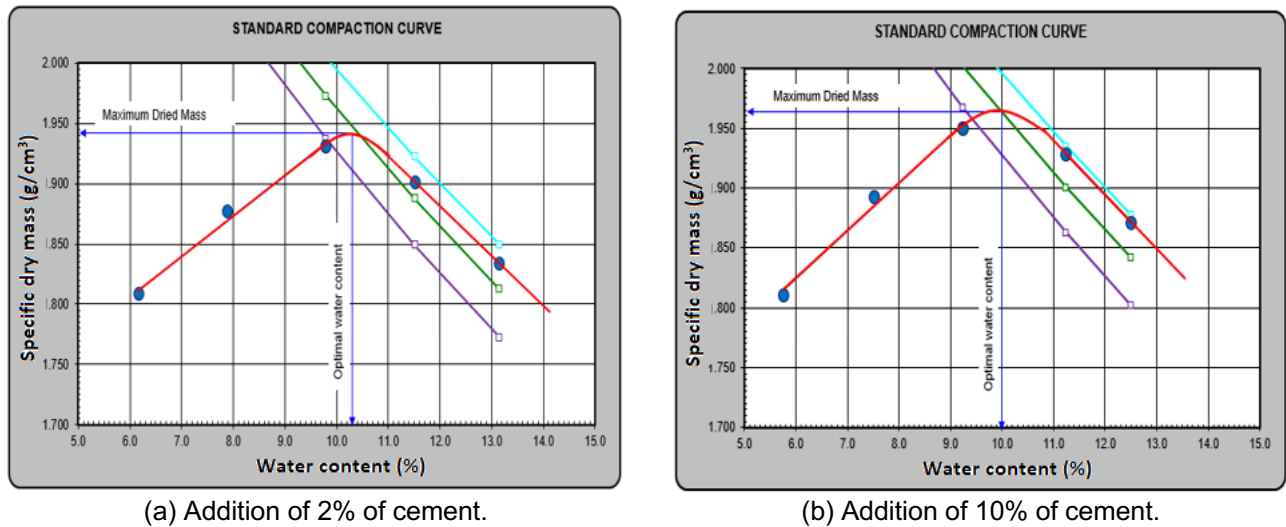 STANDARD COMPACTION CURVE
2.000
1.950
1.900
1.850
1.800
1.750
1.700
Specific dry mass (g/cm³)
Maximum Dried Mass
Optimal water content
5.0 6.0 7.0 8.0 9.0 10.0 11.0 12.0 13.0 14.0 15.0
Water content (%)
(a) Addition of 2% of cement.
STANDARD COMPACTION CURVE
2.000
1.950
1.900
1.850
1.800
1.750
1.700
Specific dry mass (g/cm³)
Maximum Dried Mass
Optimal water content
5.0 6.0 7.0 8.0 9.0 10.0 11.0 12.0 13.0 14.0 15.0
Water content (%)
(b) Addition of 10% of cement.